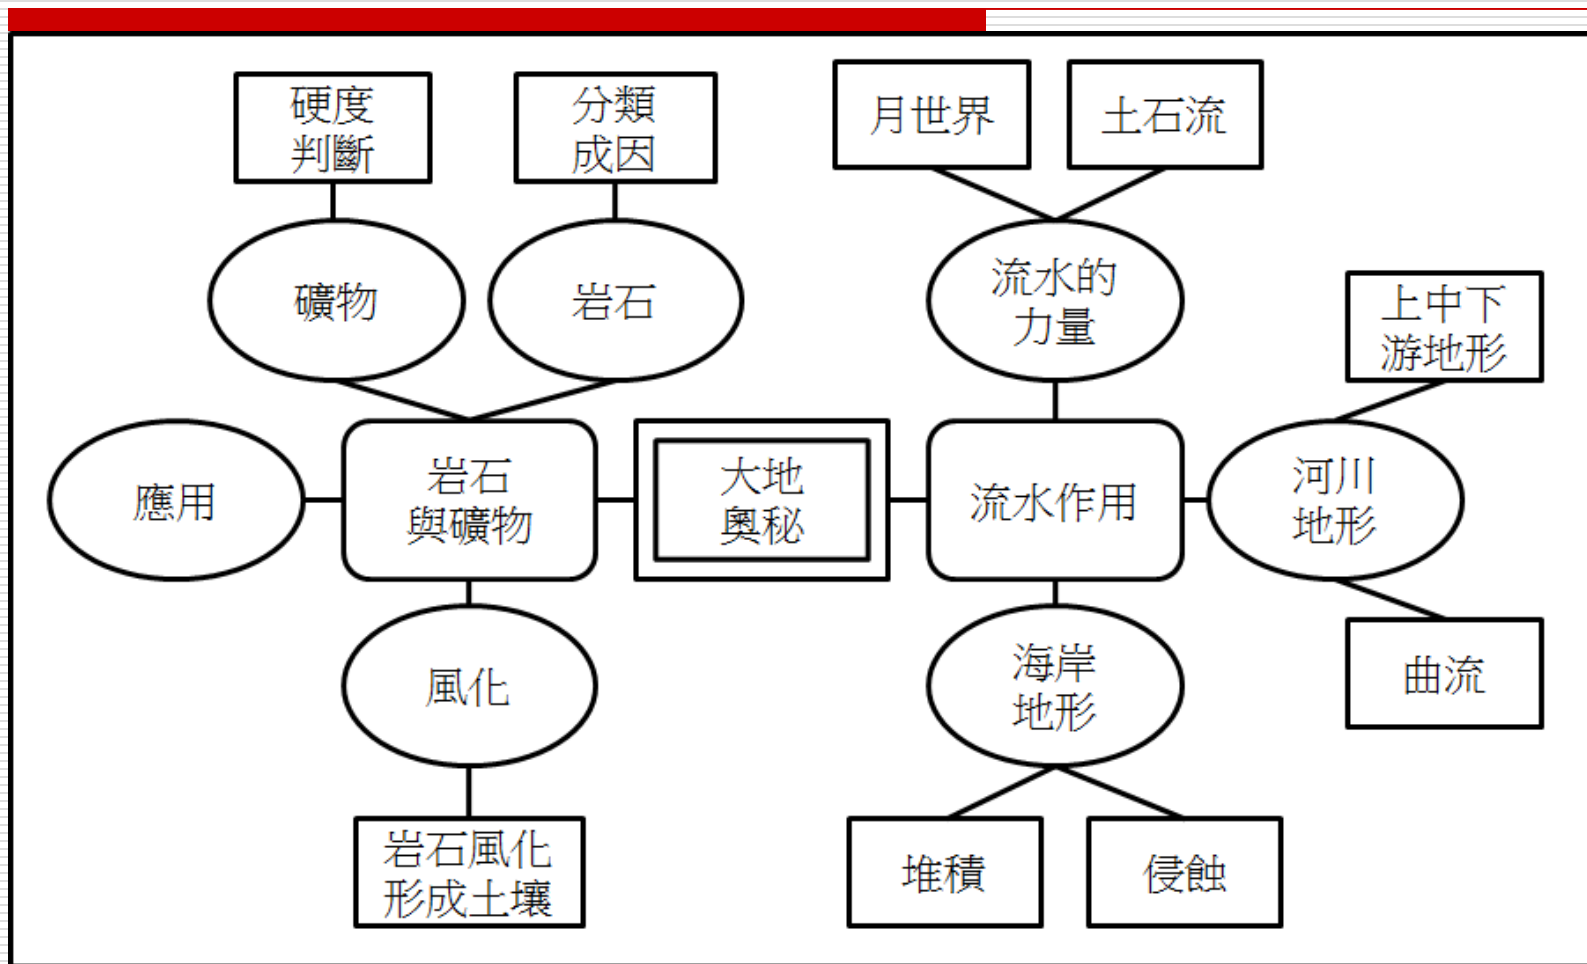 硬度
判斷
分類
成因
月世界
土石流
礦物
岩石
流水的
力量
上中下
游地形
應用
岩石
與礦物
大地
奧秘
流水作用
河川
地形
風化
海岸
地形
曲流
岩石風化
形成土壤
堆積
侵蝕